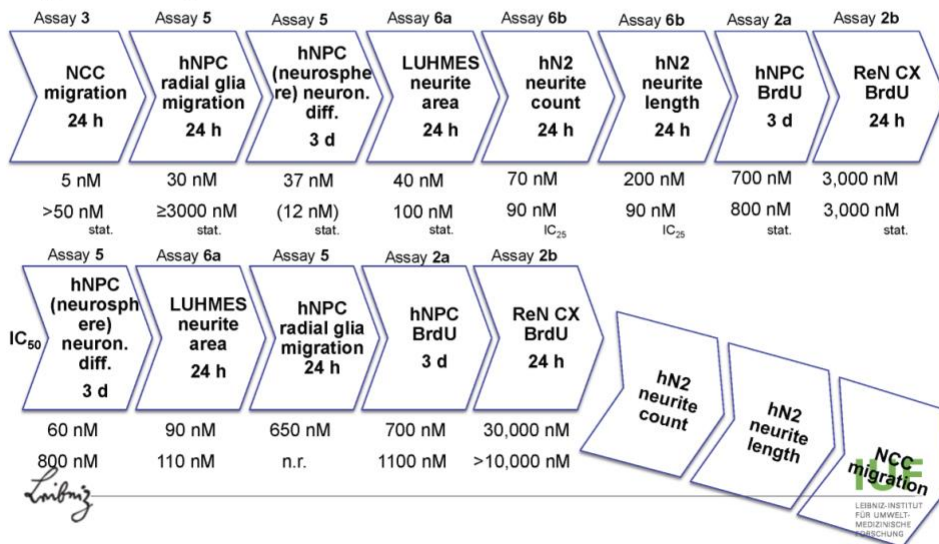 Assay 3 Assay 5 Assay 5 Assay 6a Assay 6b Assay 6b Assay 2a Assay 2b
NCC
migration
24 h
hNPC
radial glia
migration
24 h
hNPC
(neurosphe
re) neuron.
diff.
3 d
LUHMES
neurite
area
24 h
hN2
neurite
count
24 h
hN2
neurite
length
24 h
hNPC
BrdU
3 d
ReN CX
BrdU
24 h
5 nM 30 nM 37 nM 40 nM 70 nM 200 nM 700 nM 3,000 nM
>50 nM ≥3000 nM (12 nM) 100 nM 90 nM 90 nM 800 nM 3,000 nM
stat. stat. stat. stat. IC25 IC25 stat. stat.
Assay 5 Assay 6a Assay 5 Assay 2a Assay 2b
IC50
hNPC
(neurosph
ere)
neuron.
diff.
3 d
LUHMES
neurite
area
24 h
hNPC
radial glia
migration
24 h
hNPC
BrdU
3 d
ReN CX
BrdU
24 h
hN2
neurite
count
hN2
neurite
length
NCC
migration
60 nM 90 nM 650 nM 700 nM 30,000 nM
800 nM 110 nM n.r. 1100 nM >10,000 nM
Leibniz
IUF
LEIBNIZ-INSTITUT
FÜR UMWELT-
MEDIZINISCHE
FORSCHUNG